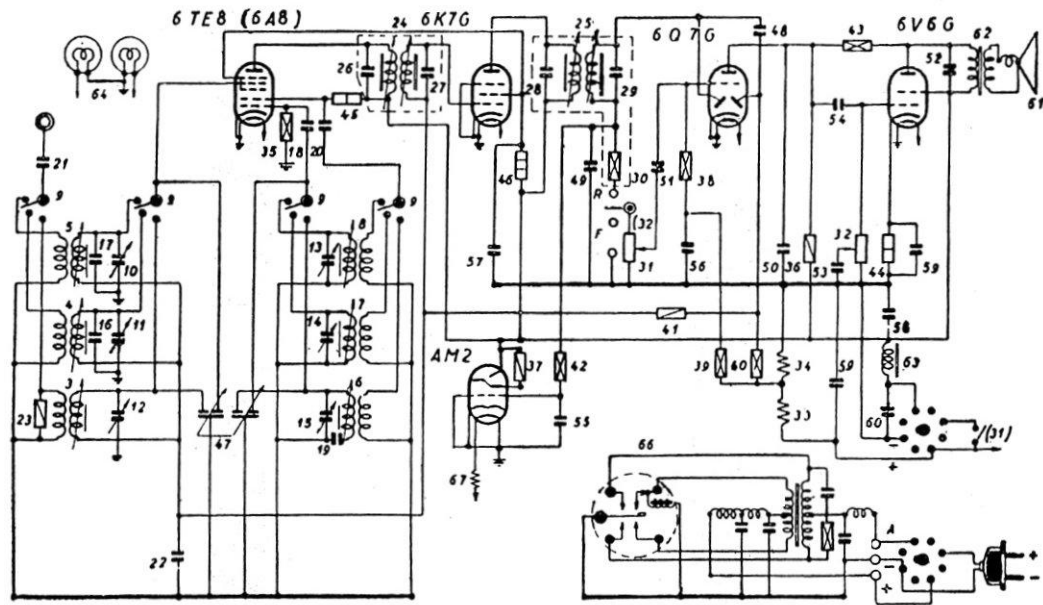 6TE8 (6A8) 24 6K7G 25 6Q7G 48 43 6V6G 62
26 27 28 29 52 61
64 45 54
35 18 20 46 49 30 51 38
21 R
9 9 9 9 (32
5 17 10 13 8 57 F 31 56 50 36 53 32 44 59
4 16 11 14 7 41 58
AM2 37 42 39 40 34 63
3 12 15 6 59
23 47 19 55 33 60 - /(31)
+
67 66
A
22 - +
+ -